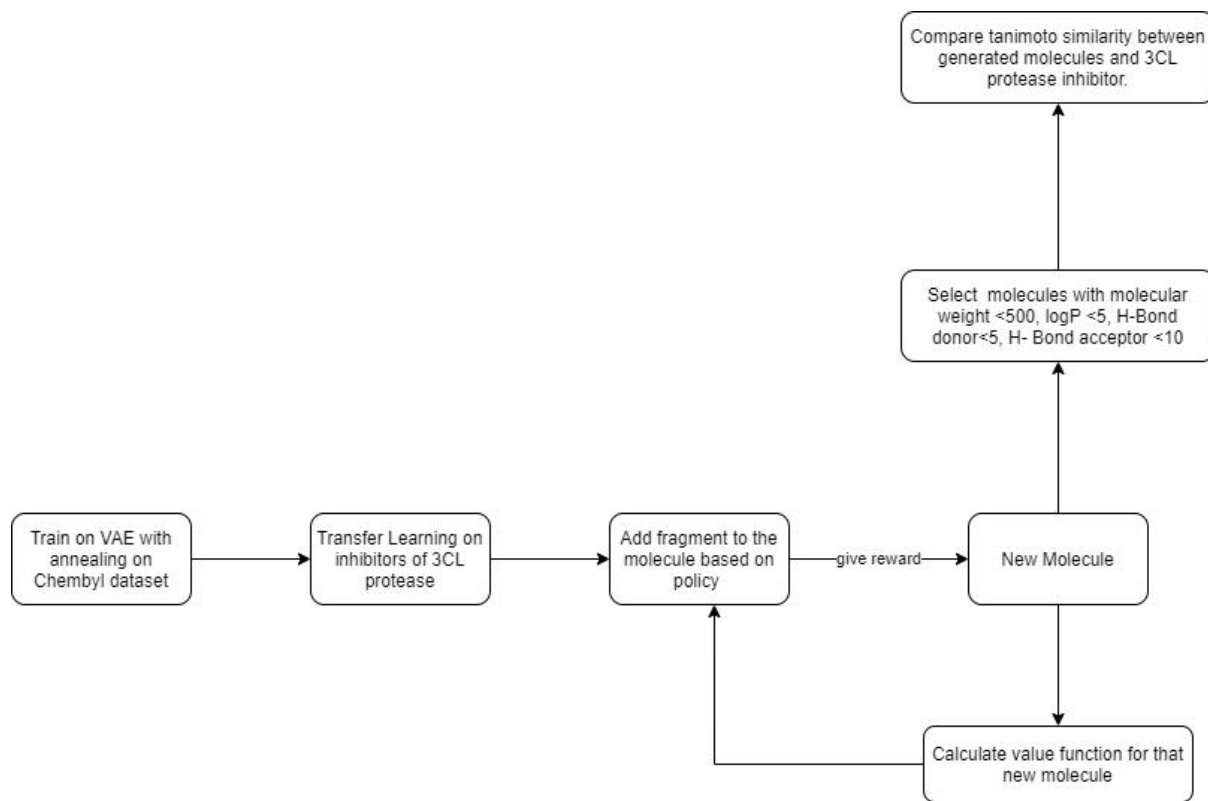 Compare tanimoto similarity between
generated molecules and 3CL
protease inhibitor.
Select molecules with molecular
weight <500, logP <5, H-Bond
donor<5, H- Bond acceptor <10
Train on VAE with
annealing on
Chembyl dataset
Transfer Learning on
inhibitors of 3CL
protease
Add fragment to the
molecule based on
policy
give reward
New Molecule
Calculate value function for that
new molecule